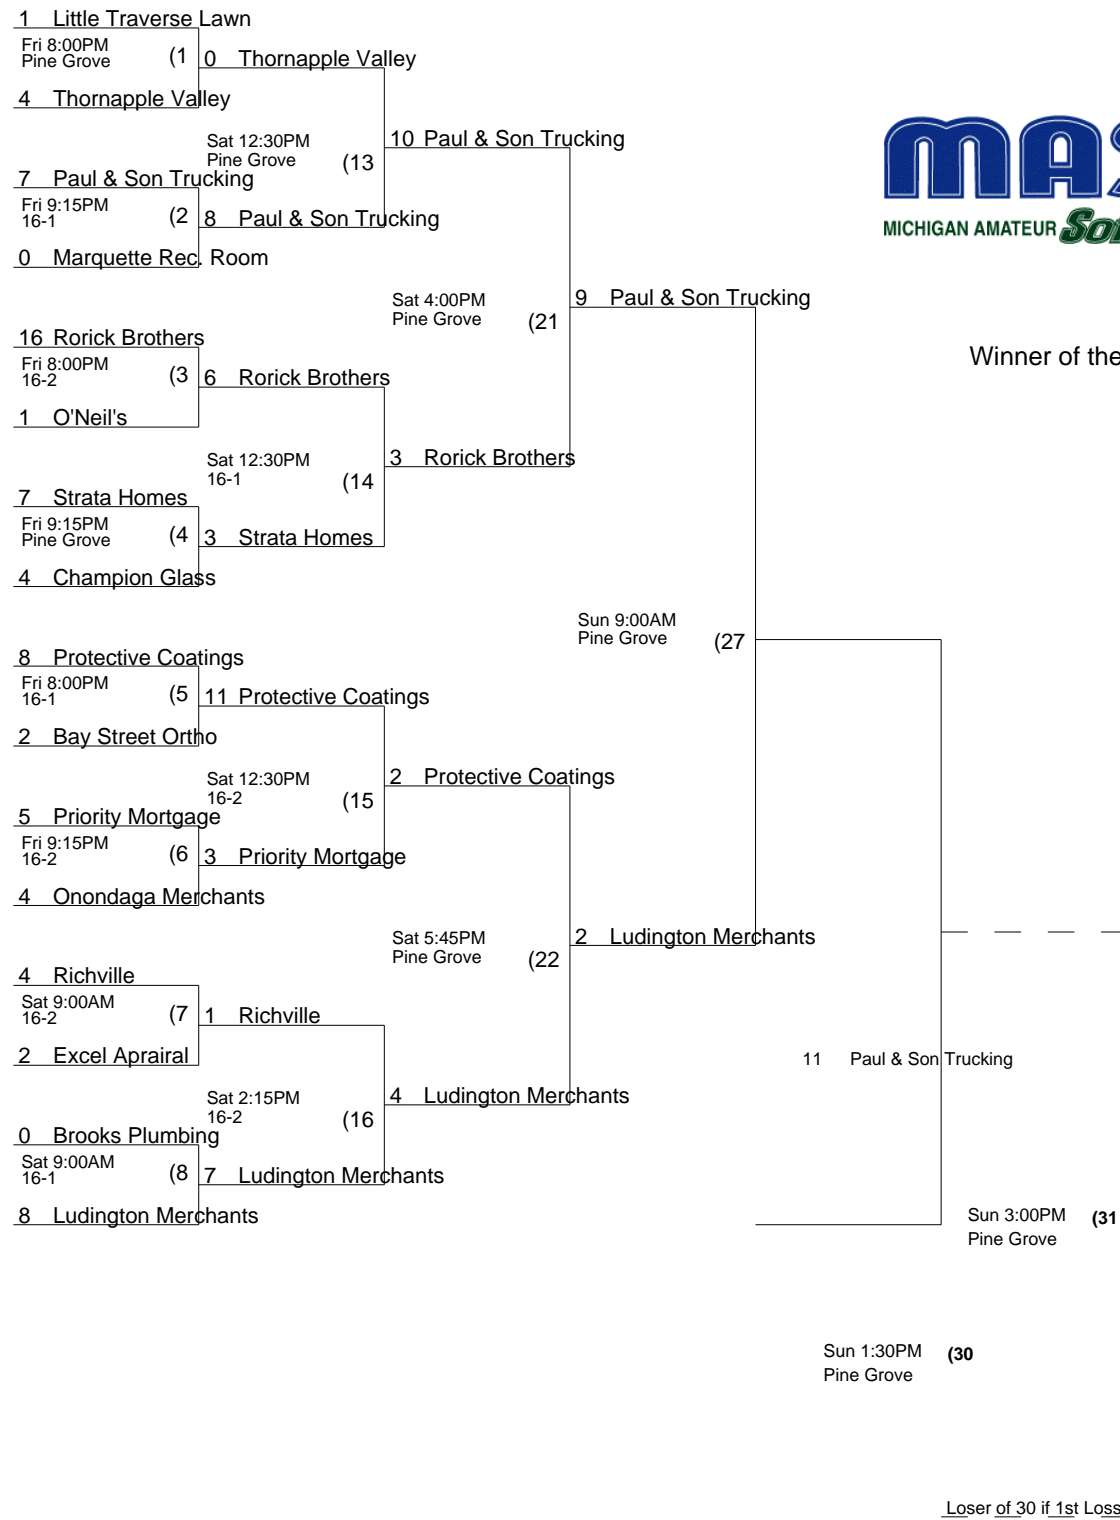 1 Little Traverse Lawn
Fri 8:00PM
Pine Grove (1
0 Thornapple Valley
4 Thornapple Valley
Sat 12:30PM
Pine Grove (13
10 Paul & Son Trucking
7 Paul & Son Trucking
Fri 9:15PM
16-1 (2
8 Paul & Son Trucking
0 Marquette Rec. Room
MICHIGAN AMATEUR
Sat 4:00PM
Pine Grove (21
9 Paul & Son Trucking
16 Rorick Brothers
Winner of the
Fri 8:00PM
16-2 (3
6 Rorick Brothers
1 O'Neil's
Sat 12:30PM
16-1 (14
3 Rorick Brothers
7 Strata Homes
Fri 9:15PM
Pine Grove (4
3 Strata Homes
4 Champion Glass
Sun 9:00AM
Pine Grove (27
8 Protective Coatings
Fri 8:00PM
16-1 (5
11 Protective Coatings
2 Bay Street Ortho
Sat 12:30PM
16-2 (15
2 Protective Coatings
5 Priority Mortgage
Fri 9:15PM
16-2 (6
3 Priority Mortgage
4 Onondaga Merchants
Sat 5:45PM
Pine Grove (22
2 Ludington Merchants
4 Richville
Sat 9:00AM
16-2 (7
1 Richville
2 Excel Aprairal
11 Paul & Son Trucking
Sat 2:15PM
16-2 (16
4 Ludington Merchants
0 Brooks Plumbing
Sat 9:00AM
16-1 (8
7 Ludington Merchants
8 Ludington Merchants
Sun 3:00PM (31
Pine Grove
Sun 1:30PM (30
Pine Grove
Loser of 30 if 1st Loss